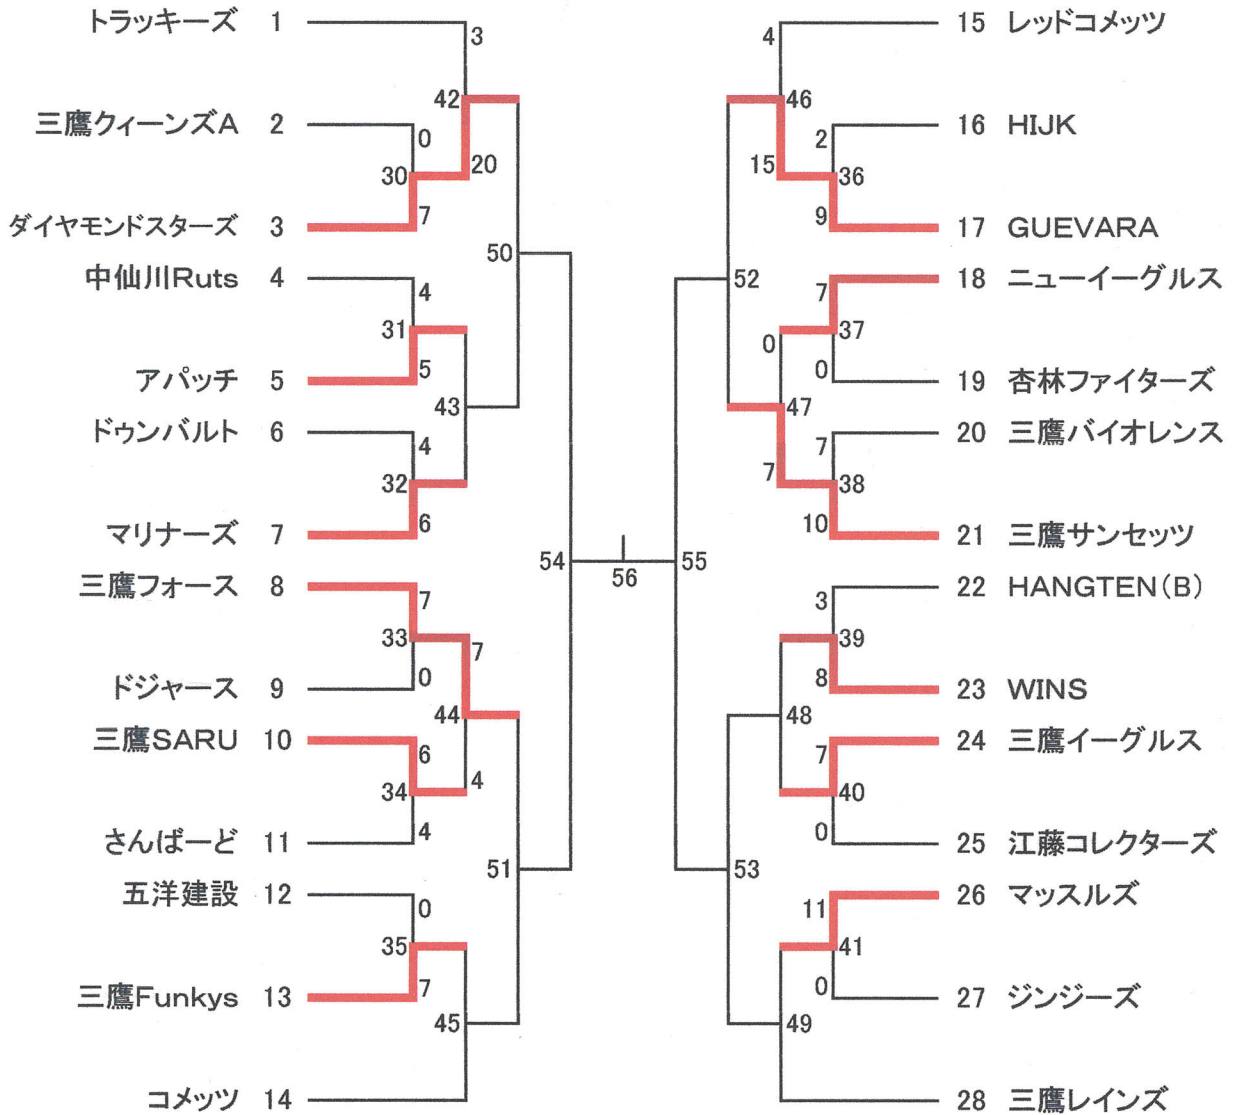 トラッキーズ 1
3
42
三鷹クィーンズA 2
0
30
20
ダイヤモンドスターズ 3
7
50
中仙川Ruts 4
4
31
アパッチ 5
5
43
ドゥンバルト 6
4
32
マリナーズ 7
6
54
三鷹フォース 8
7
33
7
ドジャース 9
0
44
三鷹SARU 10
6
34
4
さんばーど 11
4
51
五洋建設 12
0
35
三鷹Funkys 13
7
45
コメッツ 14
56
15 レッドコメッツ
4
46
16 HIJK
2
15
36
17 GUEVARA
9
52
18 ニューイーグルス
7
37
0
19 杏林ファイターズ
0
47
20 三鷹バイオレンス
7
7
38
21 三鷹サンセッツ
10
55
22 HANGTEN(B)
3
39
23 WINS
8
48
24 三鷹イーグルス
7
40
25 江藤コレクターズ
0
53
26 マッスルズ
11
41
27 ジンジーズ
0
49
28 三鷹レインズ